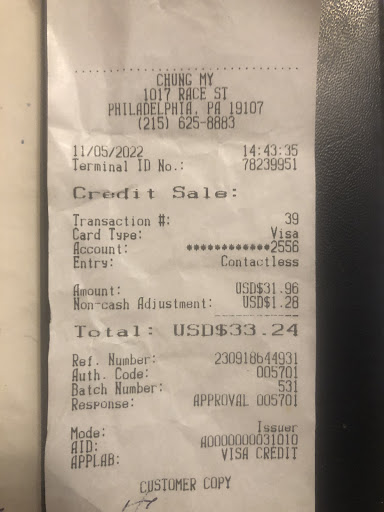 CHUNG MY
1017 RACE ST
PHILADELPHIA, PA 19107
(215) 625-8883
11/05/2022 14:43:35
Terminal ID No.: 78239951
Credit Sale:
Transaction #: 39
Card Type: Visa
Account: ************2556
Entry: Contactless
Amount: USD$31.96
Non-cash Adjustment: USD$1.28
Total: USD$33.24
Ref. Number: 230918644931
Auth. Code: 005701
Batch Number: 531
Response: APPROVAL 005701
Mode: Issuer
AID: A0000000031010
APPLAB: VISA CREDIT
CUSTOMER COPY